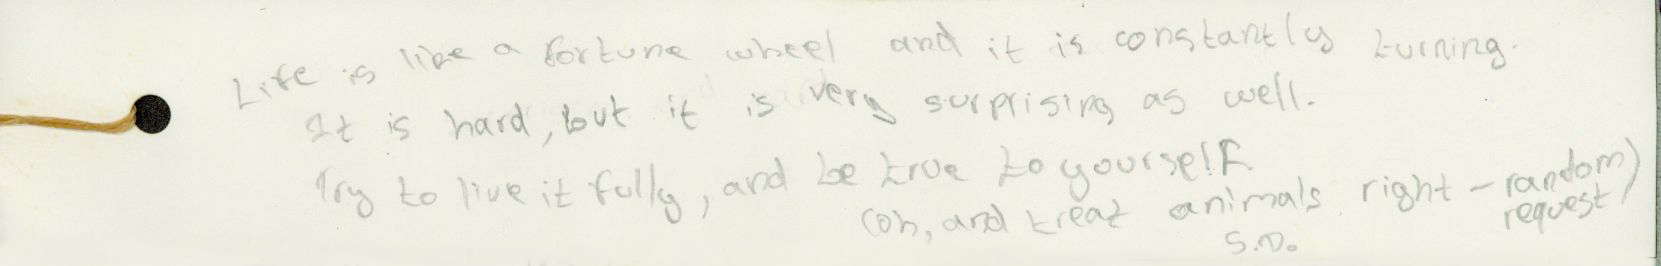 Life is like a fortune wheel and it is constantly turning.
It is hard, but it is very surprising as well.
Try to live it fully, and be true to yourself
(oh, and treat animals right - random
request)
S.D.